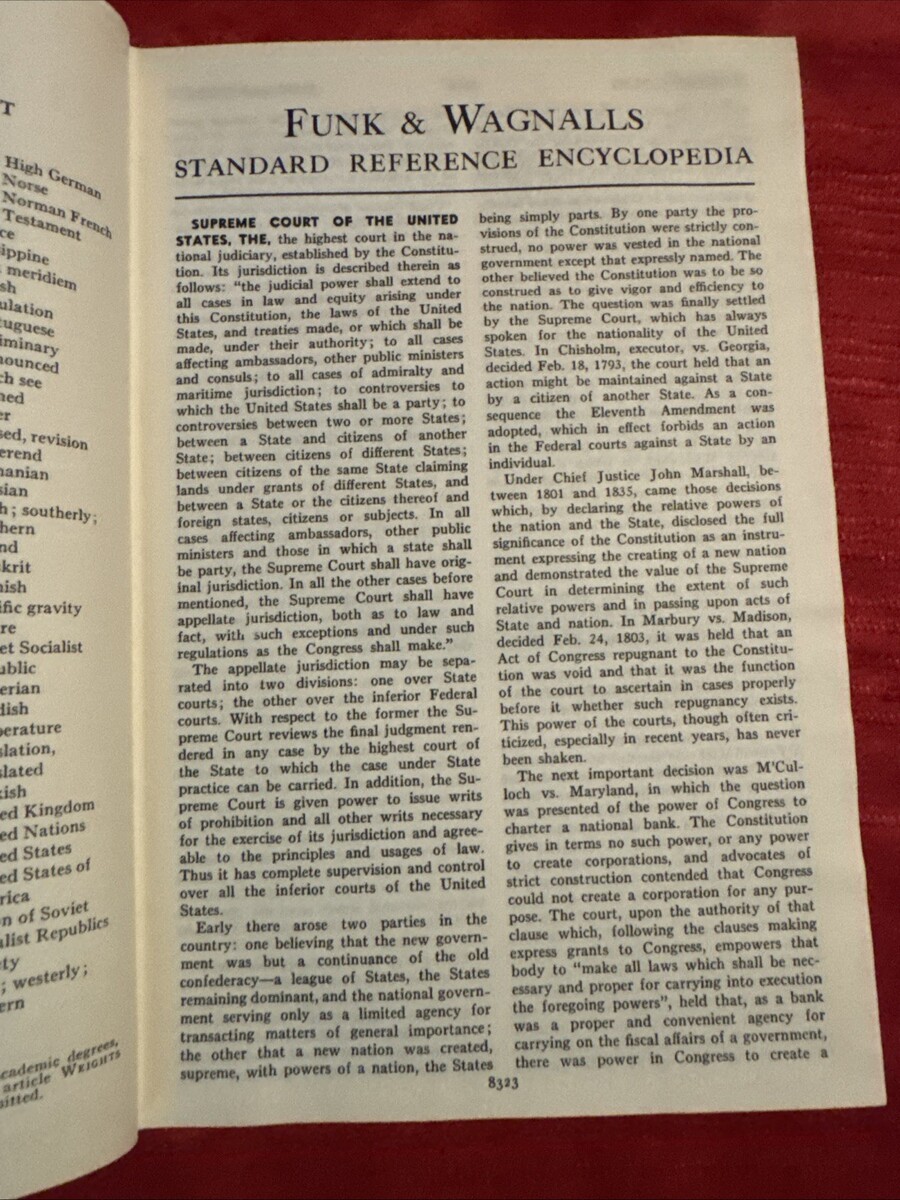 T
High German
Norse
Norman French
Testament
ce
ippine
meridiem
sh
ulation
tuguese
iminary
nounced
ch see
ned
er
sed, revision
erend
nanian
sian
h; southerly;
hern
nd
krit
nish
ific gravity
re
et Socialist
ublic
erian
dish
perature
slation,
slated
kish
ed Kingdom
ed Nations
ed States
ed States of
rica
n of Soviet
alist Republics
ty
; westerly;
ern
cademic degrees,
article WEIGHTS
itted.
FUNK & WAGNALLS
STANDARD REFERENCE ENCYCLOPEDIA
SUPREME COURT OF THE UNITED
STATES, THE, the highest court in the na-
tional judiciary, established by the Constitu-
tion. Its jurisdiction is described therein as
follows: "the judicial power shall extend to
all cases in law and equity arising under
this Constitution, the laws of the United
States, and treaties made, or which shall be
made, under their authority; to all cases
affecting ambassadors, other public ministers
and consuls; to all cases of admiralty and
maritime jurisdiction; to controversies to
which the United States shall be a party; to
controversies between two or more States;
between a State and citizens of another
State; between citizens of different States;
between citizens of the same State claiming
lands under grants of different States, and
between a State or the citizens thereof and
foreign states, citizens or subjects. In all
cases affecting ambassadors, other public
ministers and those in which a state shall
be party, the Supreme Court shall have orig-
inal jurisdiction. In all the other cases before
mentioned, the Supreme Court shall have
appellate jurisdiction, both as to law and
fact, with such exceptions and under such
regulations as the Congress shall make."
The appellate jurisdiction may be sepa-
rated into two divisions: one over State
courts; the other over the inferior Federal
courts. With respect to the former the Su-
preme Court reviews the final judgment ren-
dered in any case by the highest court of
the State to which the case under State
practice can be carried. In addition, the Su-
preme Court is given power to issue writs
of prohibition and all other writs necessary
for the exercise of its jurisdiction and agree-
able to the principles and usages of law.
Thus it has complete supervision and control
over all the inferior courts of the United
States.
Early there arose two parties in the
country: one believing that the new govern-
ment was but a continuance of the old
confederacy—a league of States, the States
remaining dominant, and the national govern-
ment serving only as a limited agency for
transacting matters of general importance;
the other that a new nation was created,
supreme, with powers of a nation, the States
being simply parts. By one party the pro-
visions of the Constitution were strictly con-
strued, no power was vested in the national
government except that expressly named. The
other believed the Constitution was to be so
construed as to give vigor and efficiency to
the nation. The question was finally settled
by the Supreme Court, which has always
spoken for the nationality of the United
States. In Chisholm, executor, vs. Georgia,
decided Feb. 18, 1793, the court held that an
action might be maintained against a State
by a citizen of another State. As a con-
sequence the Eleventh Amendment was
adopted, which in effect forbids an action
in the Federal courts against a State by an
individual.
Under Chief Justice John Marshall, be-
tween 1801 and 1835, came those decisions
which, by declaring the relative powers of
the nation and the State, disclosed the full
significance of the Constitution as an instru-
ment expressing the creating of a new nation
and demonstrated the value of the Supreme
Court in determining the extent of such
relative powers and in passing upon acts of
State and nation. In Marbury vs. Madison,
decided Feb. 24, 1803, it was held that an
Act of Congress repugnant to the Constitu-
tion was void and that it was the function
of the court to ascertain in cases properly
before it whether such repugnancy exists.
This power of the courts, though often cri-
ticized, especially in recent years, has never
been shaken.
The next important decision was M'Cul-
loch vs. Maryland, in which the question
was presented of the power of Congress to
charter a national bank. The Constitution
gives in terms no such power, or any power
to create corporations, and advocates of
strict construction contended that Congress
could not create a corporation for any pur-
pose. The court, upon the authority of that
clause which, following the clauses making
express grants to Congress, empowers that
body to "make all laws which shall be nec-
essary and proper for carrying into execution
the foregoing powers", held that, as a bank
was a proper and convenient agency for
carrying on the fiscal affairs of a government,
there was power in Congress to create a
8323